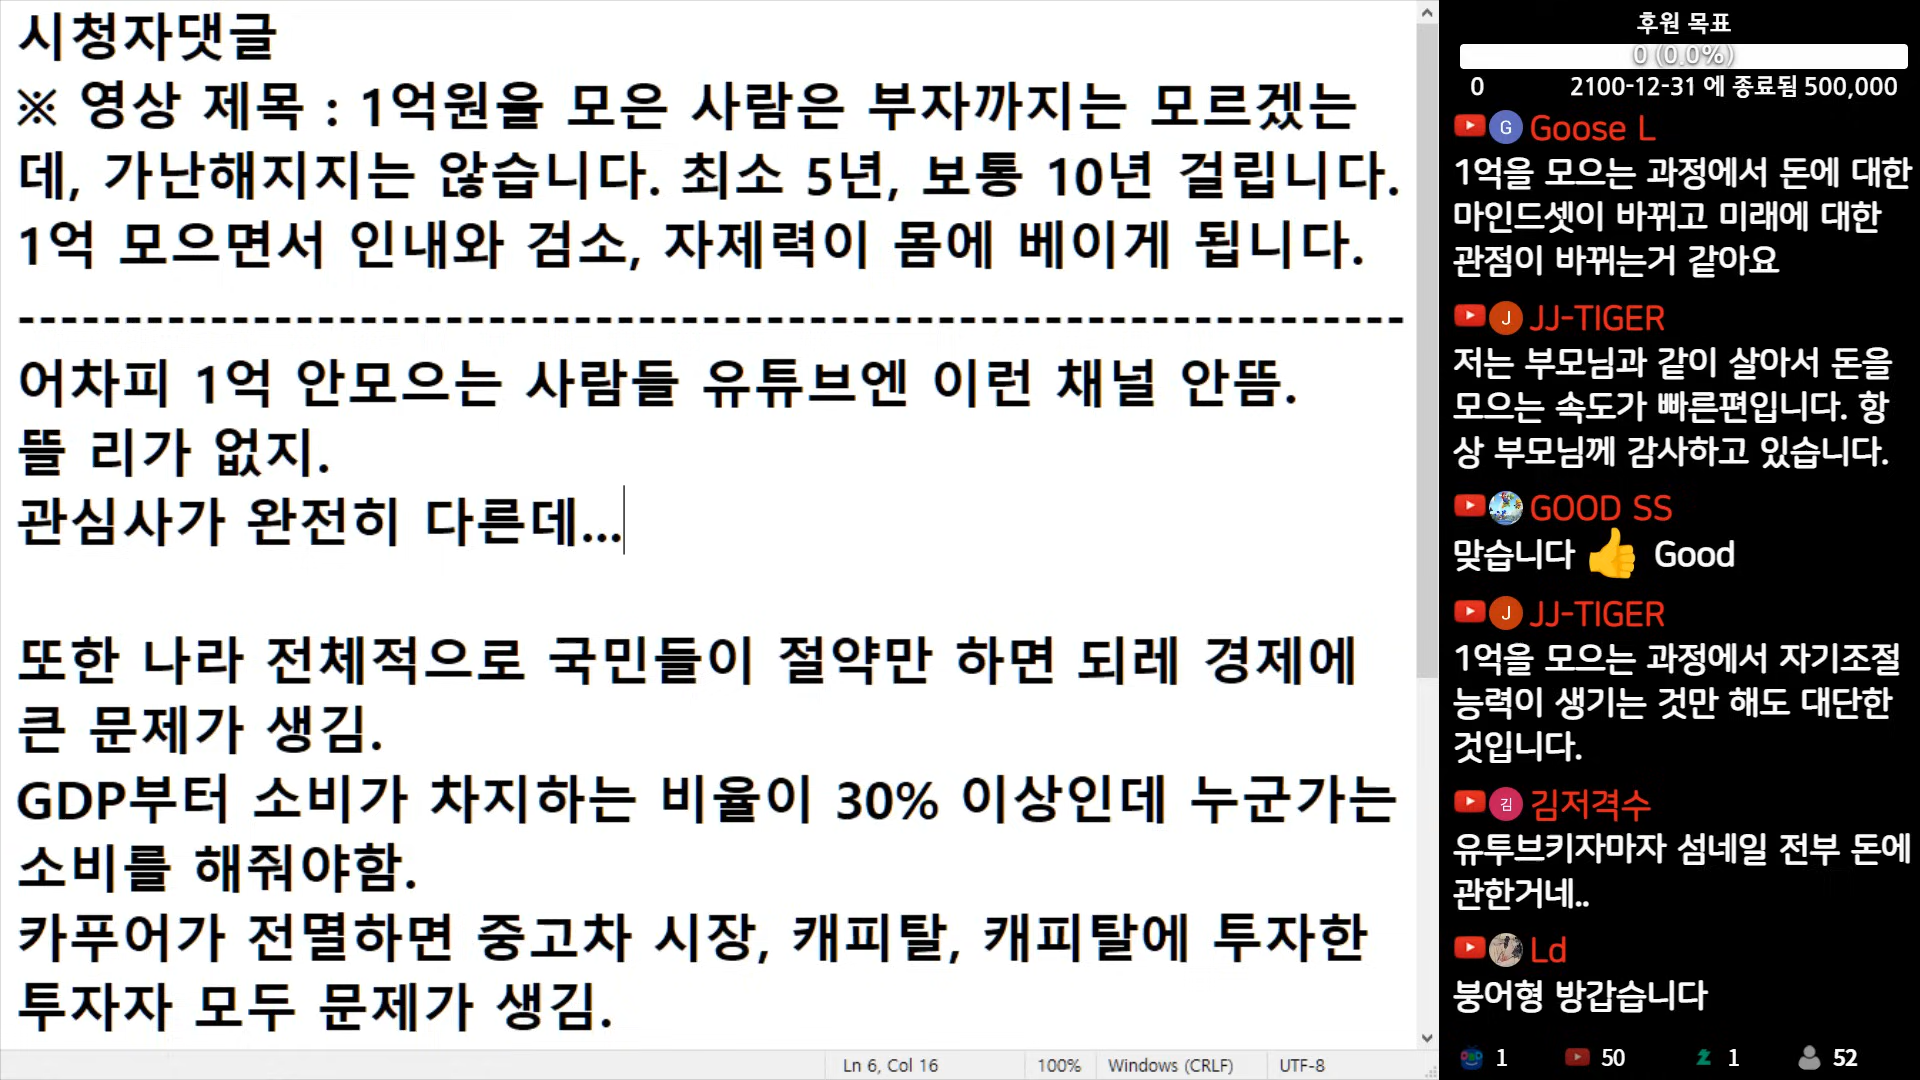 시청자댓글
※ 영상 제목 : 1억원을 모은 사람은 부자까지는 모르겠는
데, 가난해지지는 않습니다. 최소 5년, 보통 10년 걸립니다.
1억 모으면서 인내와 검소, 자제력이 몸에 베이게 됩니다.
------------------------------------------------------------------
어차피 1억 안모으는 사람들 유튜브엔 이런 채널 안뜸.
뜰 리가 없지.
관심사가 완전히 다른데...
또한 나라 전체적으로 국민들이 절약만 하면 되레 경제에
큰 문제가 생김.
GDP부터 소비가 차지하는 비율이 30% 이상인데 누군가는
소비를 해줘야함.
카푸어가 전멸하면 중고차 시장, 캐피탈, 캐피탈에 투자한
투자자 모두 문제가 생김.
Ln 6, Col 16
100%
Windows (CRLF)
UTF-8
후원 목표
0 (0.0%)
0
2100-12-31 에 종료됨 500,000
G Goose L
1억을 모으는 과정에서 돈에 대한
마인드셋이 바뀌고 미래에 대한
관점이 바뀌는거 같아요
J JJ-TIGER
저는 부모님과 같이 살아서 돈을
모으는 속도가 빠른편입니다. 항
상 부모님께 감사하고 있습니다.
GOOD SS
맞습니다 👍 Good
J JJ-TIGER
1억을 모으는 과정에서 자기조절
능력이 생기는 것만 해도 대단한
것입니다.
김 김저격수
유투브키자마자 섬네일 전부 돈에
관한거네..
Ld
붕어형 방갑습니다
1 50 1 52